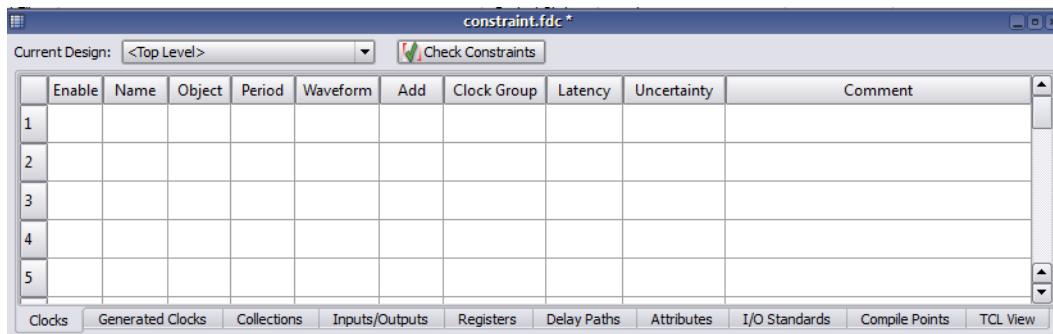 constraint.fdc *
Current Design: <Top Level> Check Constraints
Enable Name Object Period Waveform Add Clock Group Latency Uncertainty Comment
1
2
3
4
5
Clocks Generated Clocks Collections Inputs/Outputs Registers Delay Paths Attributes I/O Standards Compile Points TCL View